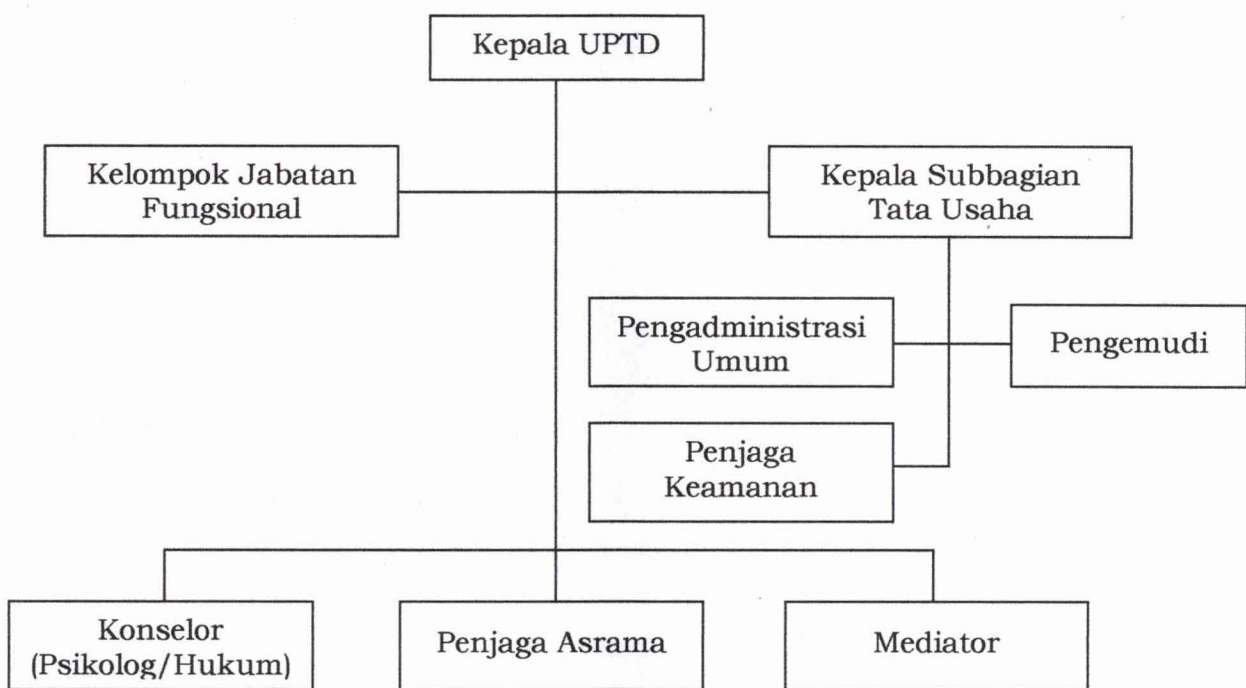 Kepala UPTD
Kelompok Jabatan
Fungsional
Kepala Subbagian
Tata Usaha
Pengadministrasi
Umum
Pengemudi
Penjaga
Keamanan
Konselor
(Psikolog/Hukum)
Penjaga Asrama
Mediator